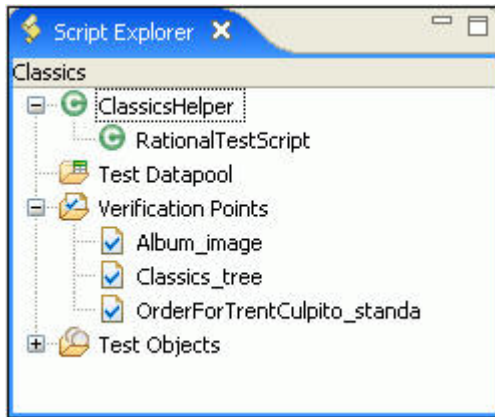 Script Explorer
Classics
ClassicsHelper
RationalTestScript
Test Datapool
Verification Points
Album_image
Classics_tree
OrderForTrentCulpito_standa
Test Objects